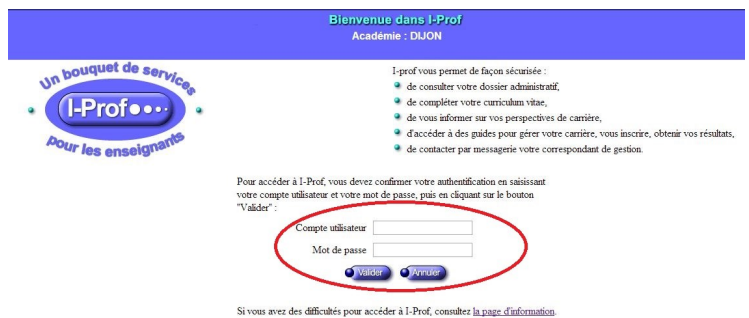 Bienvenue dans I-Prof
Académie : DIJON
Un bouquet de services
I-Prof
pour les enseignants
I-prof vous permet de façon sécurisée :
de consulter votre dossier administratif,
de compléter votre curriculum vitae,
de vous informer sur vos perspectives de carrière,
d'accéder à des guides pour gérer votre carrière, vous inscrire, obtenir vos résultats,
de contacter par messagerie votre correspondant de gestion.
Pour accéder à I-Prof, vous devez confirmer votre authentification en saisissant
votre compte utilisateur et votre mot de passe, puis en cliquant sur le bouton
"Valider" :
Compte utilisateur
Mot de passe
Valider Annuler
Si vous avez des difficultés pour accéder à I-Prof, consultez la page d'information.